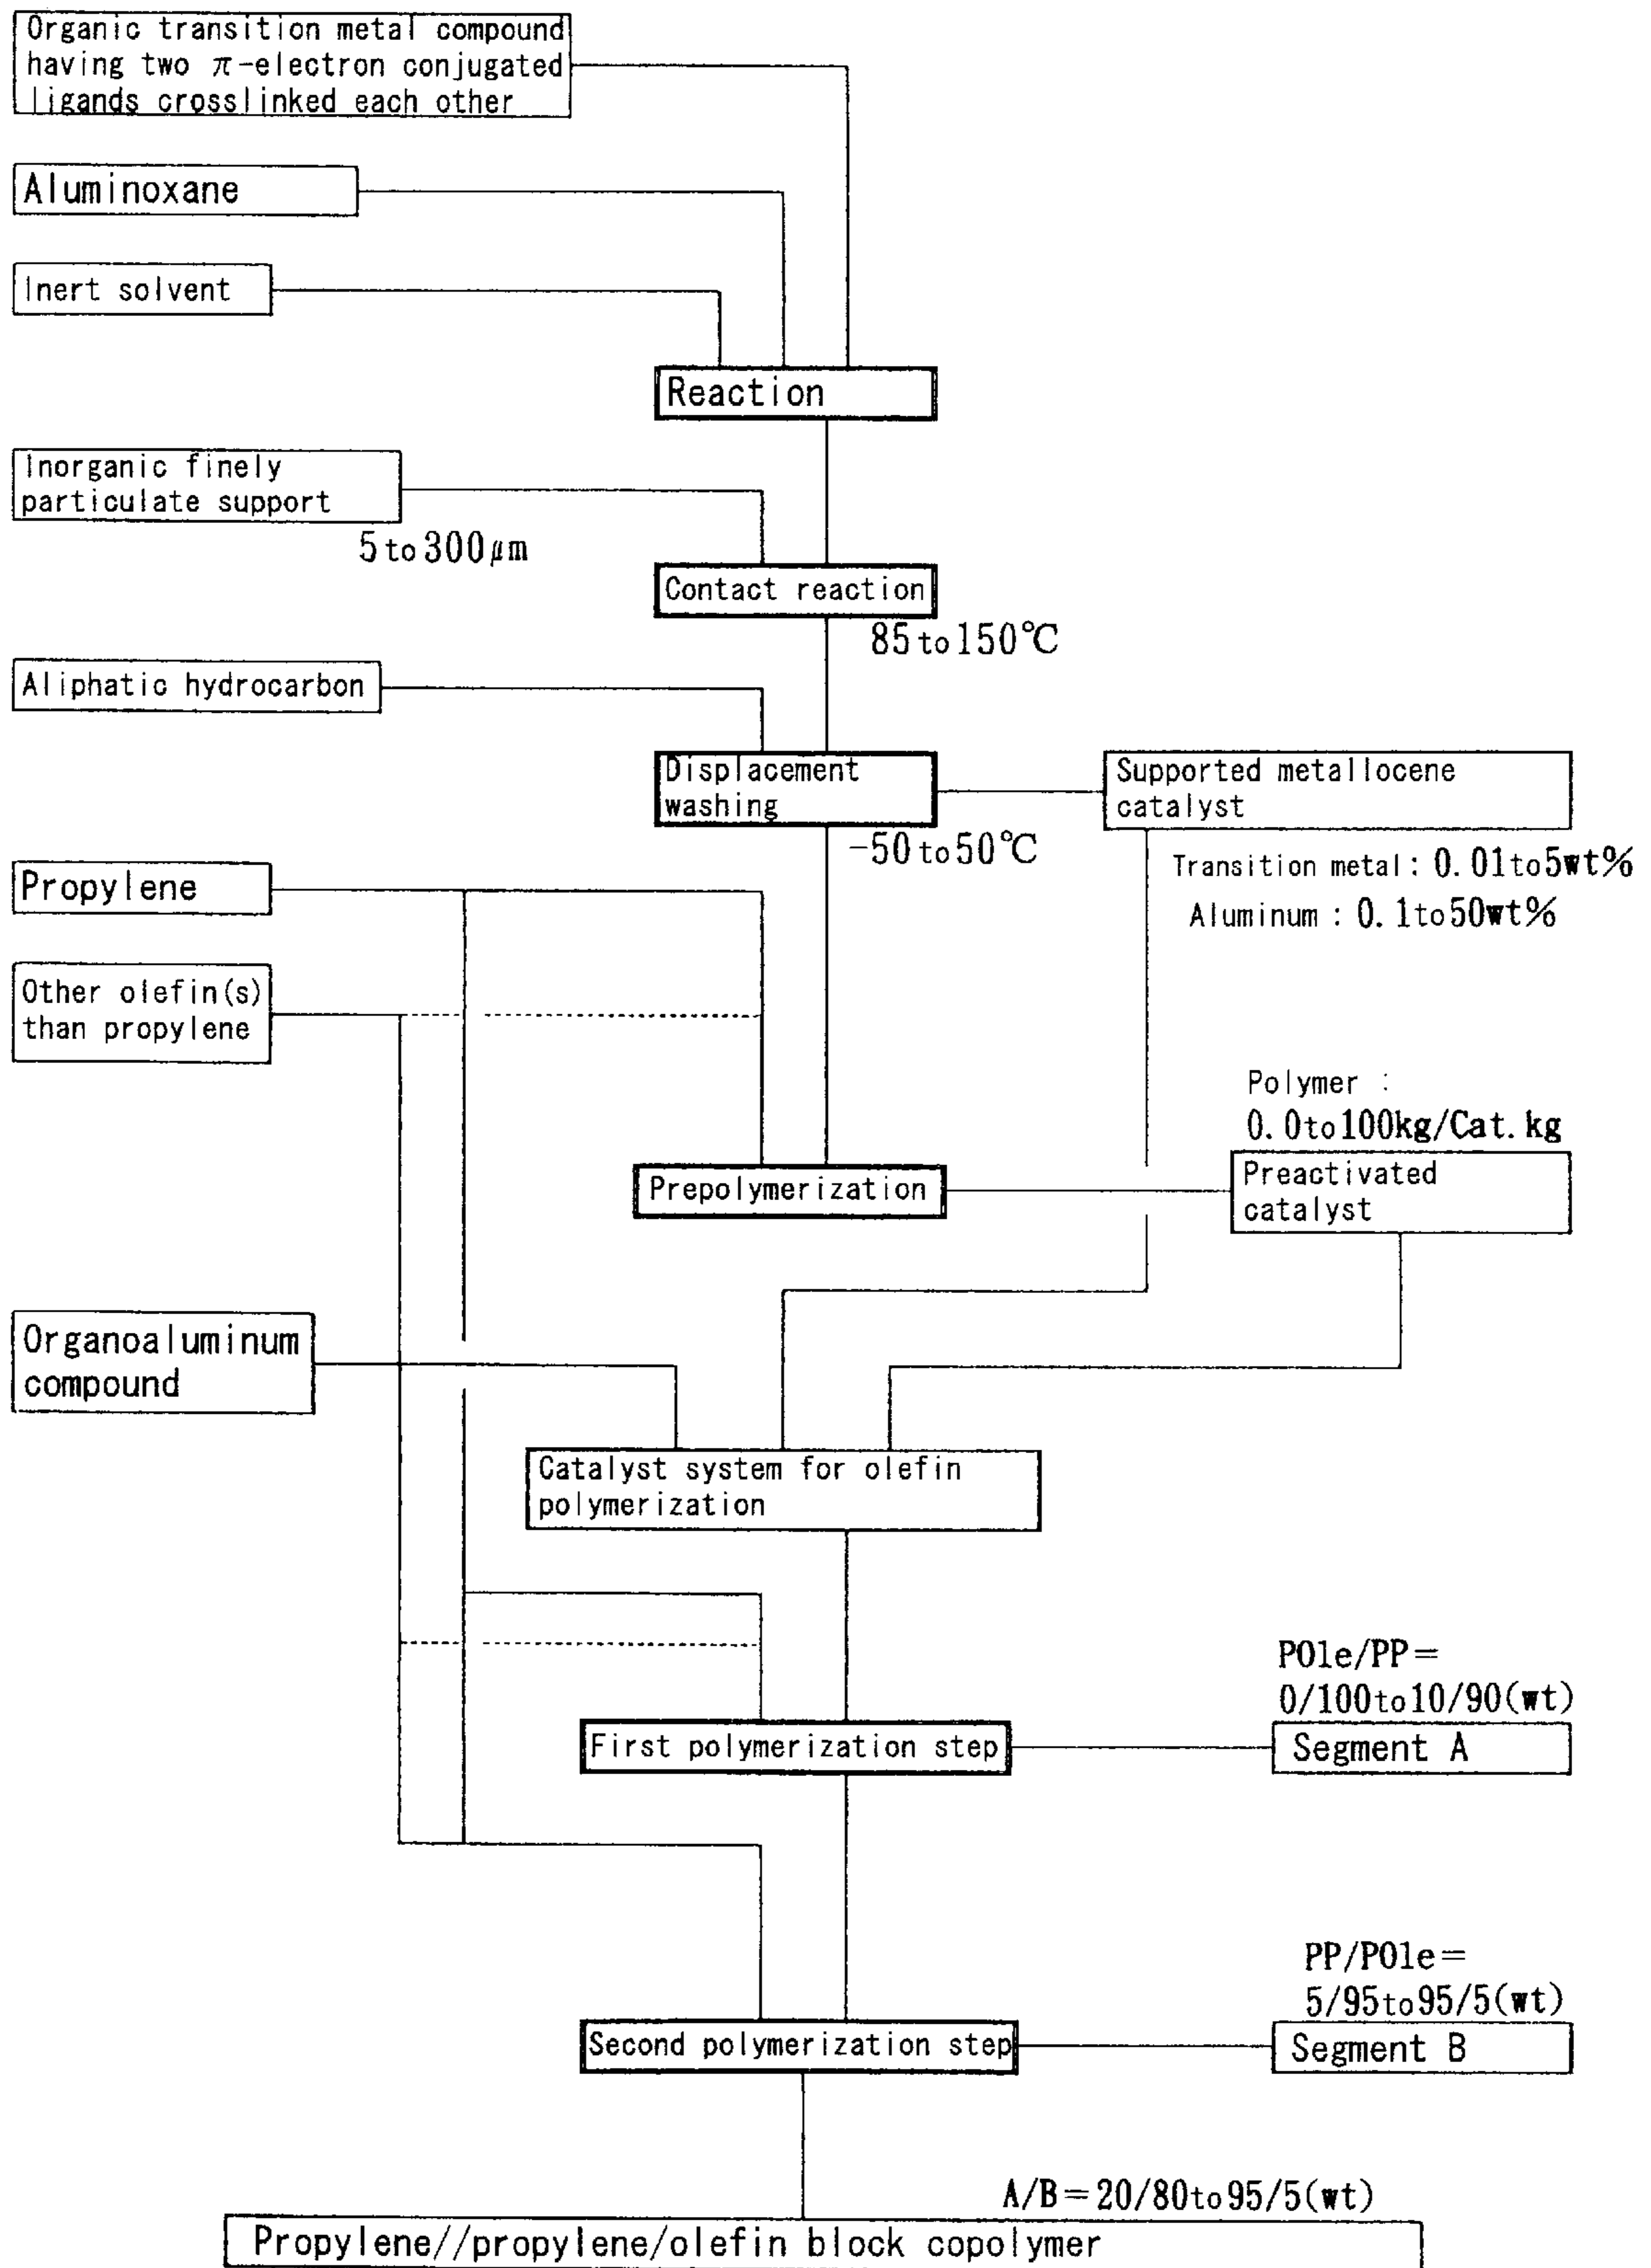 Organic transition metal compound
having two π-electron conjugated
ligands crosslinked each other
Aluminoxane
Inert solvent
Reaction
Inorganic finely
particulate support
5 to 300μm
Contact reaction
85 to 150℃
Aliphatic hydrocarbon
Displacement
washing
-50 to 50℃
Supported metallocene
catalyst
Transition metal : 0.01 to 5wt%
Aluminum : 0.1 to 50wt%
Propylene
Other olefin(s)
than propylene
Polymer :
0.0 to 100kg/Cat. kg
Prepolymerization
Preactivated
catalyst
Organoaluminum
compound
Catalyst system for olefin
polymerization
POle/PP=
0/100 to 10/90(wt)
First polymerization step
Segment A
PP/POle=
5/95 to 95/5(wt)
Second polymerization step
Segment B
A/B=20/80 to 95/5(wt)
Propylene//propylene/olefin block copolymer